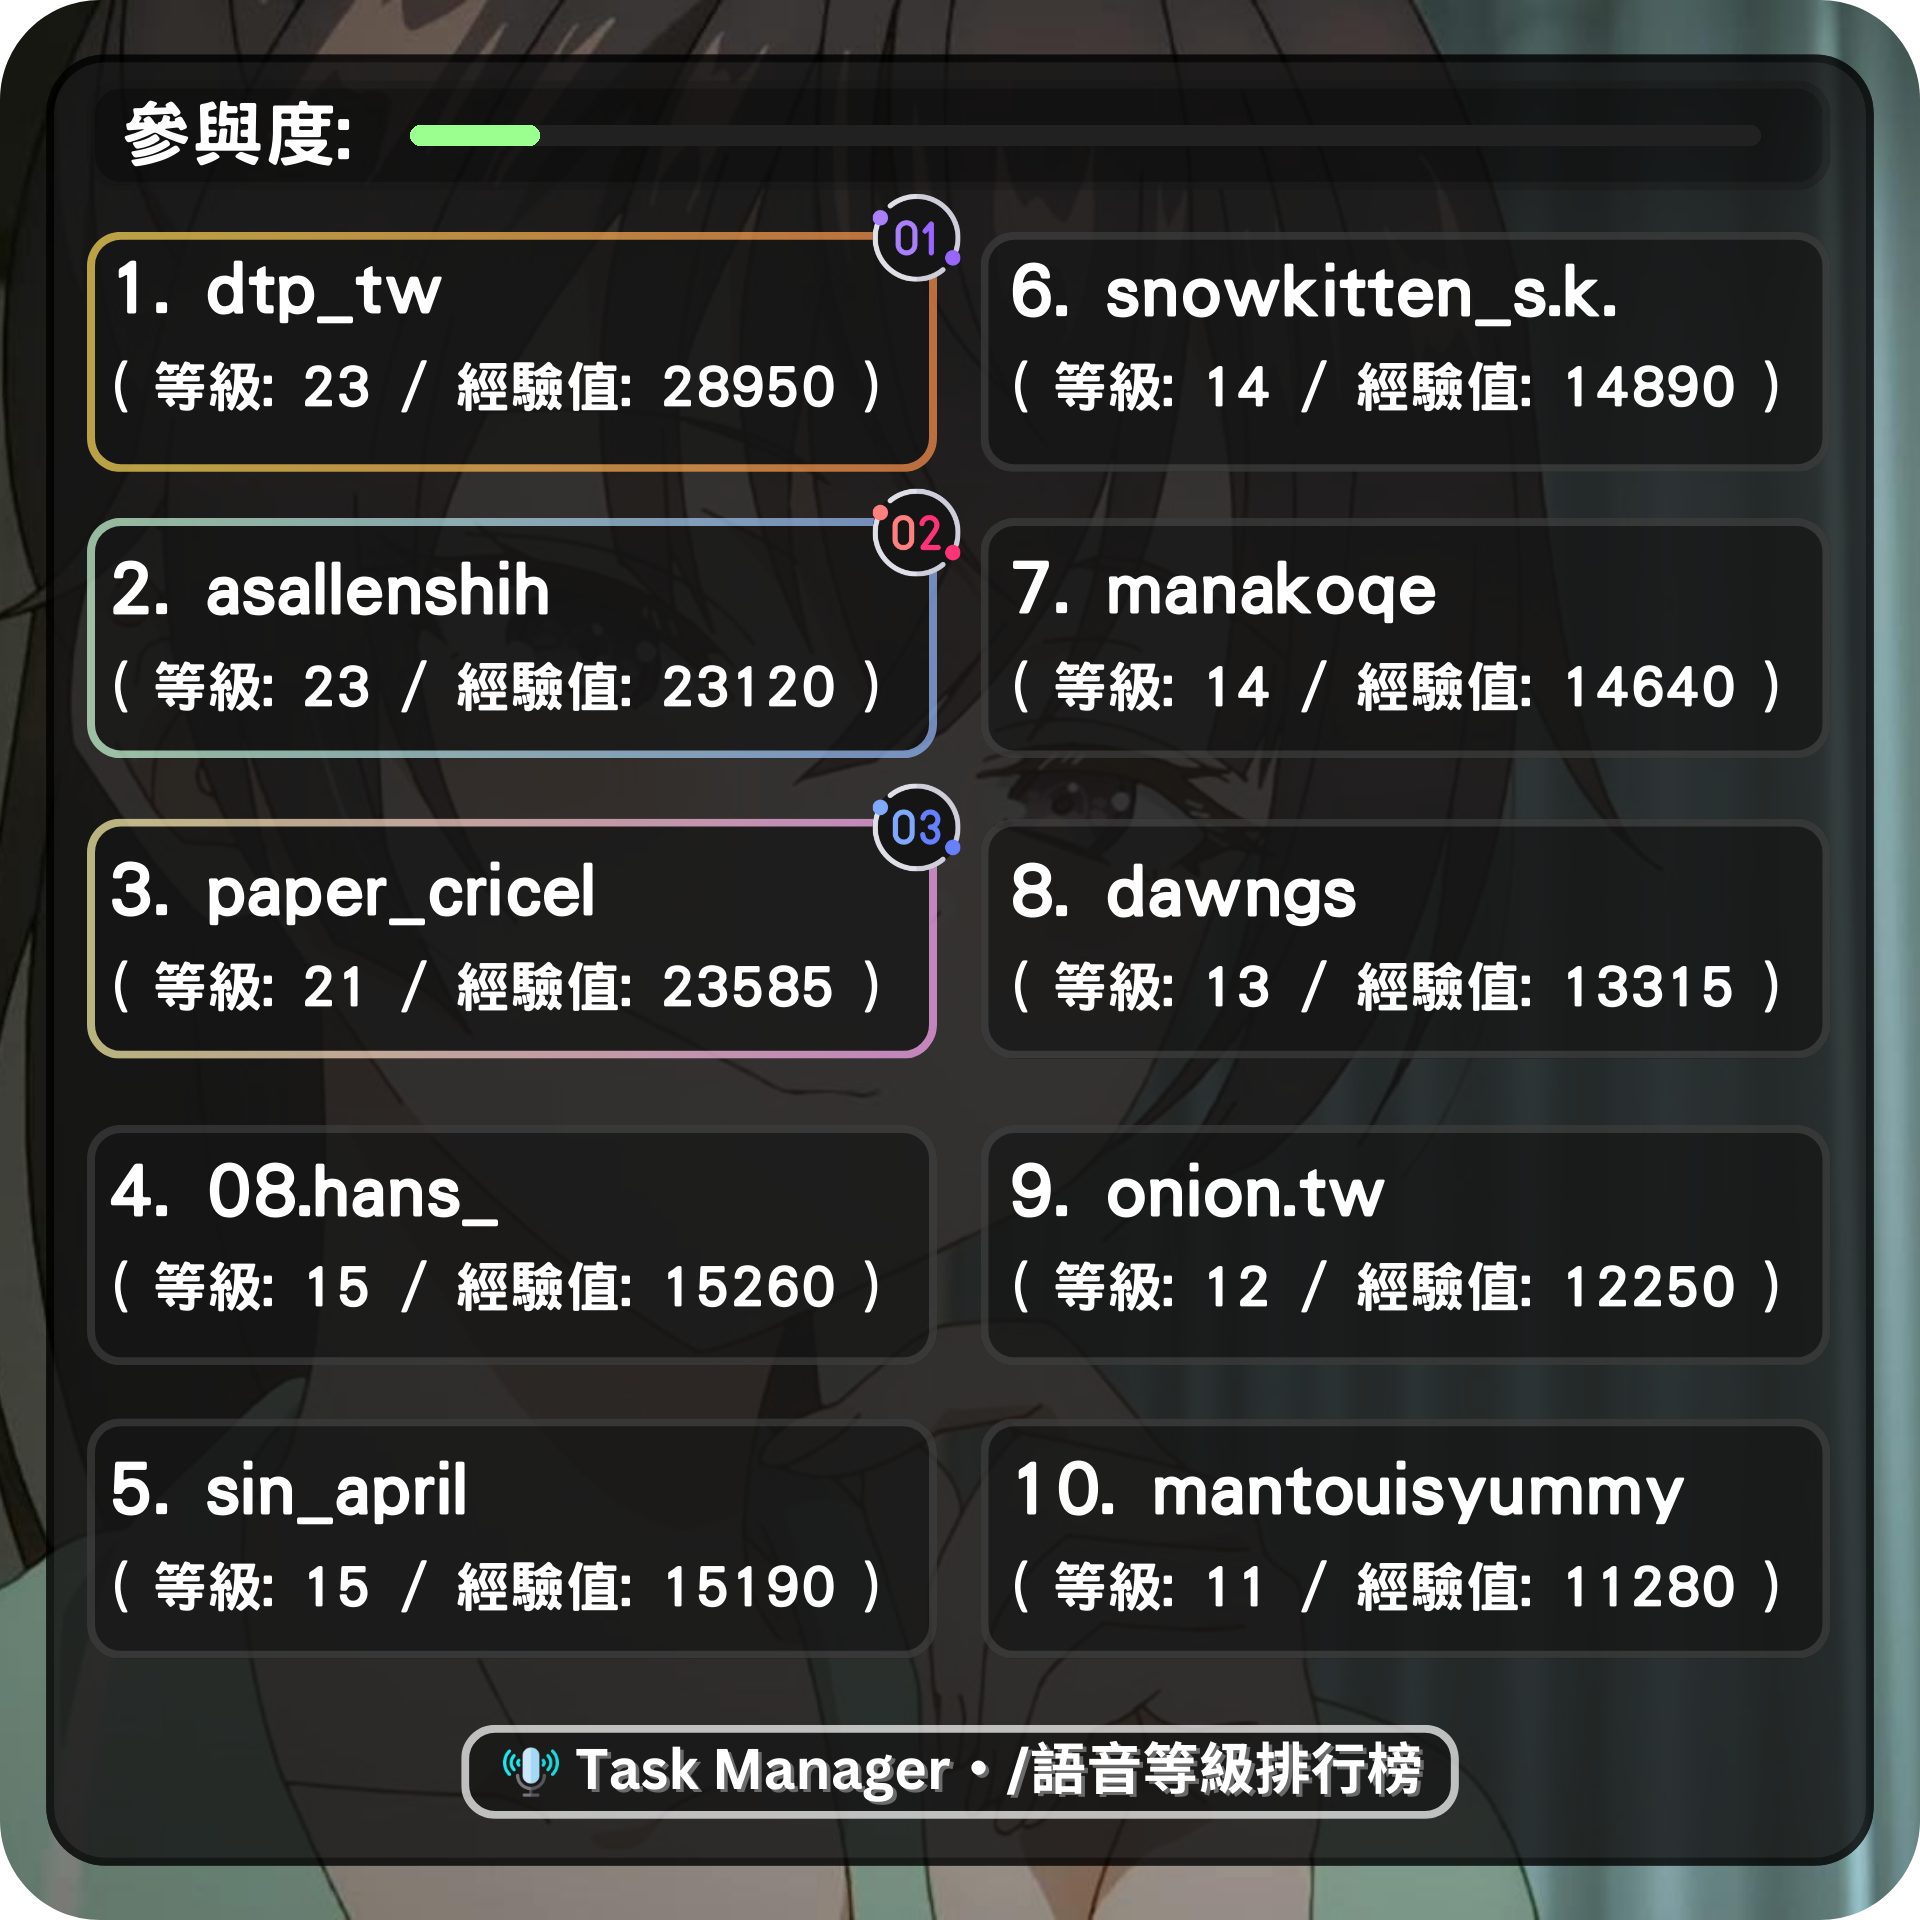 參與度:
01
1. dtp_tw
( 等級: 23 / 經驗值: 28950 )
02
2. asallenshih
( 等級: 23 / 經驗值: 23120 )
03
3. paper_cricel
( 等級: 21 / 經驗值: 23585 )
4. 08.hans_
( 等級: 15 / 經驗值: 15260 )
5. sin_april
( 等級: 15 / 經驗值: 15190 )
6. snowkitten_s.k.
( 等級: 14 / 經驗值: 14890 )
7. manakoqe
( 等級: 14 / 經驗值: 14640 )
8. dawngs
( 等級: 13 / 經驗值: 13315 )
9. onion.tw
( 等級: 12 / 經驗值: 12250 )
10. mantouisyummy
( 等級: 11 / 經驗值: 11280 )
Task Manager • /語音等級排行榜